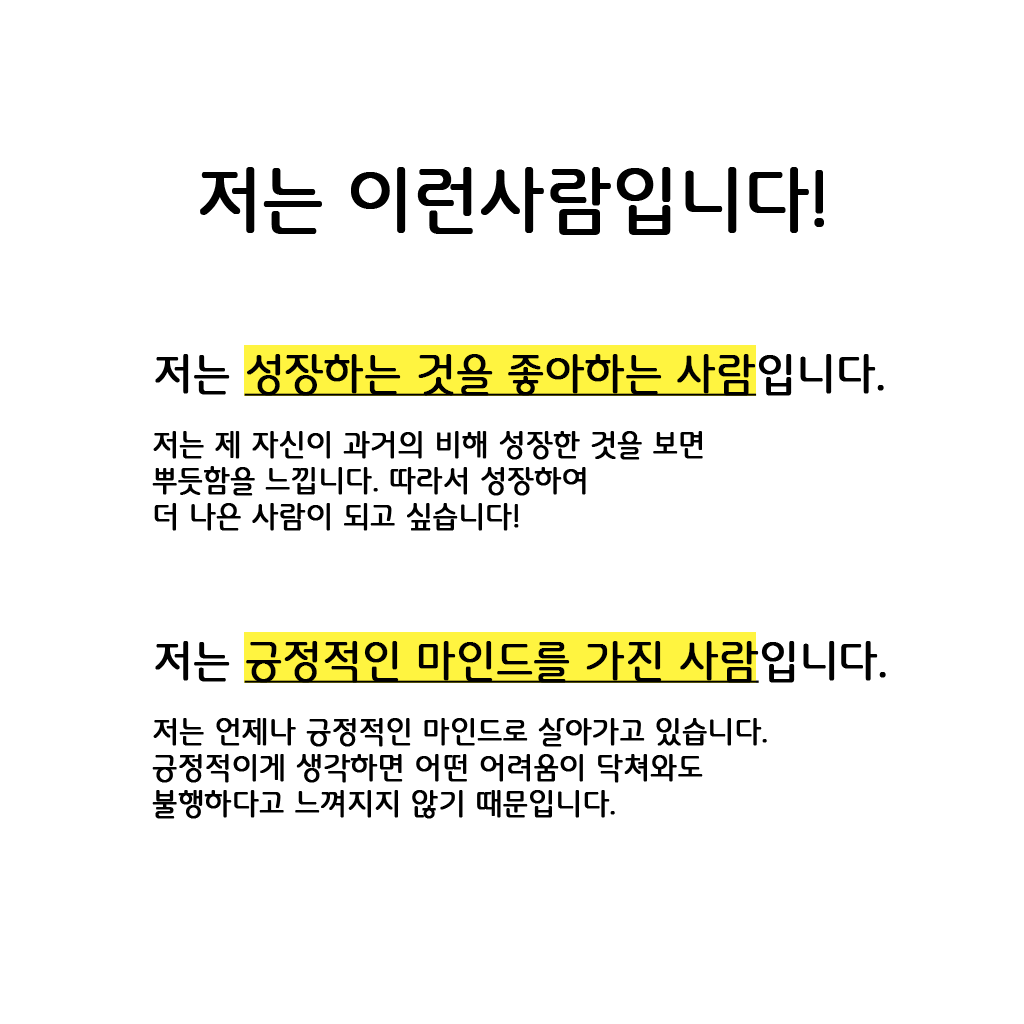 저는 이런사람입니다!
저는 성장하는 것을 좋아하는 사람입니다.
저는 제 자신이 과거의 비해 성장한 것을 보면
뿌듯함을 느낍니다. 따라서 성장하여
더 나은 사람이 되고 싶습니다!
저는 긍정적인 마인드를 가진 사람입니다.
저는 언제나 긍정적인 마인드로 살아가고 있습니다.
긍정적이게 생각하면 어떤 어려움이 닥쳐와도
불행하다고 느껴지지 않기 때문입니다.